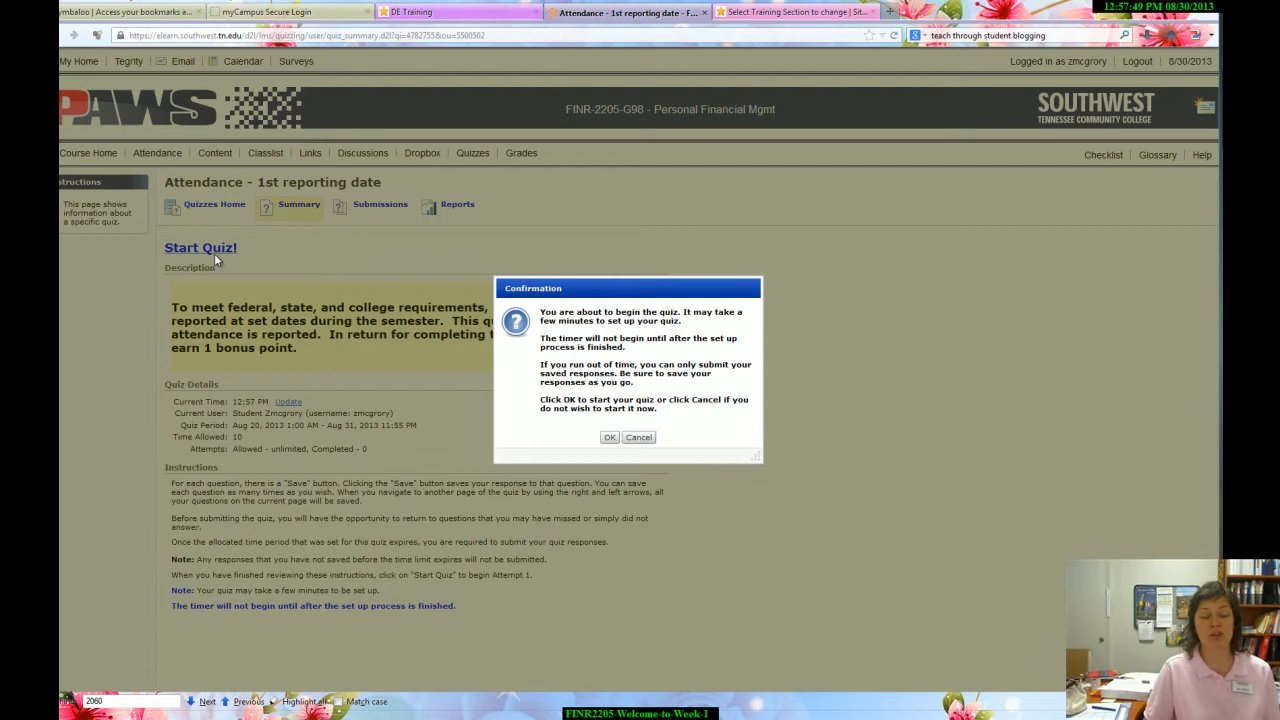 12:57:49 PM 08/30/2013
ymbaloo | Access your bookmarks a...
myCampus Secure Login
DE Training
Attendance - 1st reporting date - F...
Select Training Section to change | Sit...
https://elearn.southwest.tn.edu/d2l/lms/quizzing/user/quiz_summary.d2l?qi=4782755&ou=5500502
teach through student blogging
My Home Tegrity Email Calendar Surveys
Logged in as zmcgrory Logout 8/30/2013
PAWS
FINR-2205-G98 - Personal Financial Mgmt
SOUTHWEST
TENNESSEE COMMUNITY COLLEGE
Course Home Attendance Content Classlist Links Discussions Dropbox Quizzes Grades
Checklist Glossary Help
structions
This page shows
information about
a specific quiz.
Attendance - 1st reporting date
Quizzes Home Summary Submissions Reports
Start Quiz!
Description
To meet federal, state, and college requirements,
reported at set dates during the semester. This qu
attendance is reported. In return for completing t
earn 1 bonus point.
Quiz Details
Current Time: 12:57 PM Update
Current User: Student Zmcgrory (username: zmcgrory)
Quiz Period: Aug 20, 2013 1:00 AM - Aug 31, 2013 11:55 PM
Time Allowed: 10
Attempts: Allowed - unlimited, Completed - 0
Instructions
For each question, there is a "Save" button. Clicking the "Save" button saves your response to that question. You can save
each question as many times as you wish. When you navigate to another page of the quiz by using the right and left arrows, all
your questions on the current page will be saved.
Before submitting the quiz, you will have the opportunity to return to questions that you may have missed or simply did not
answer.
Once the allocated time period that was set for this quiz expires, you are required to submit your quiz responses.
Note: Any responses that you have not saved before the time limit expires will not be submitted.
When you have finished reviewing these instructions, click on "Start Quiz" to begin Attempt 1.
Note: Your quiz may take a few minutes to be set up.
The timer will not begin until after the set up process is finished.
Confirmation
You are about to begin the quiz. It may take a
few minutes to set up your quiz.
The timer will not begin until after the set up
process is finished.
If you run out of time, you can only submit your
saved responses. Be sure to save your
responses as you go.
Click OK to start your quiz or click Cancel if you
do not wish to start it now.
OK Cancel
2060
Next Previous Highlight all Match case
FINR2205-Welcome-to-Week-1